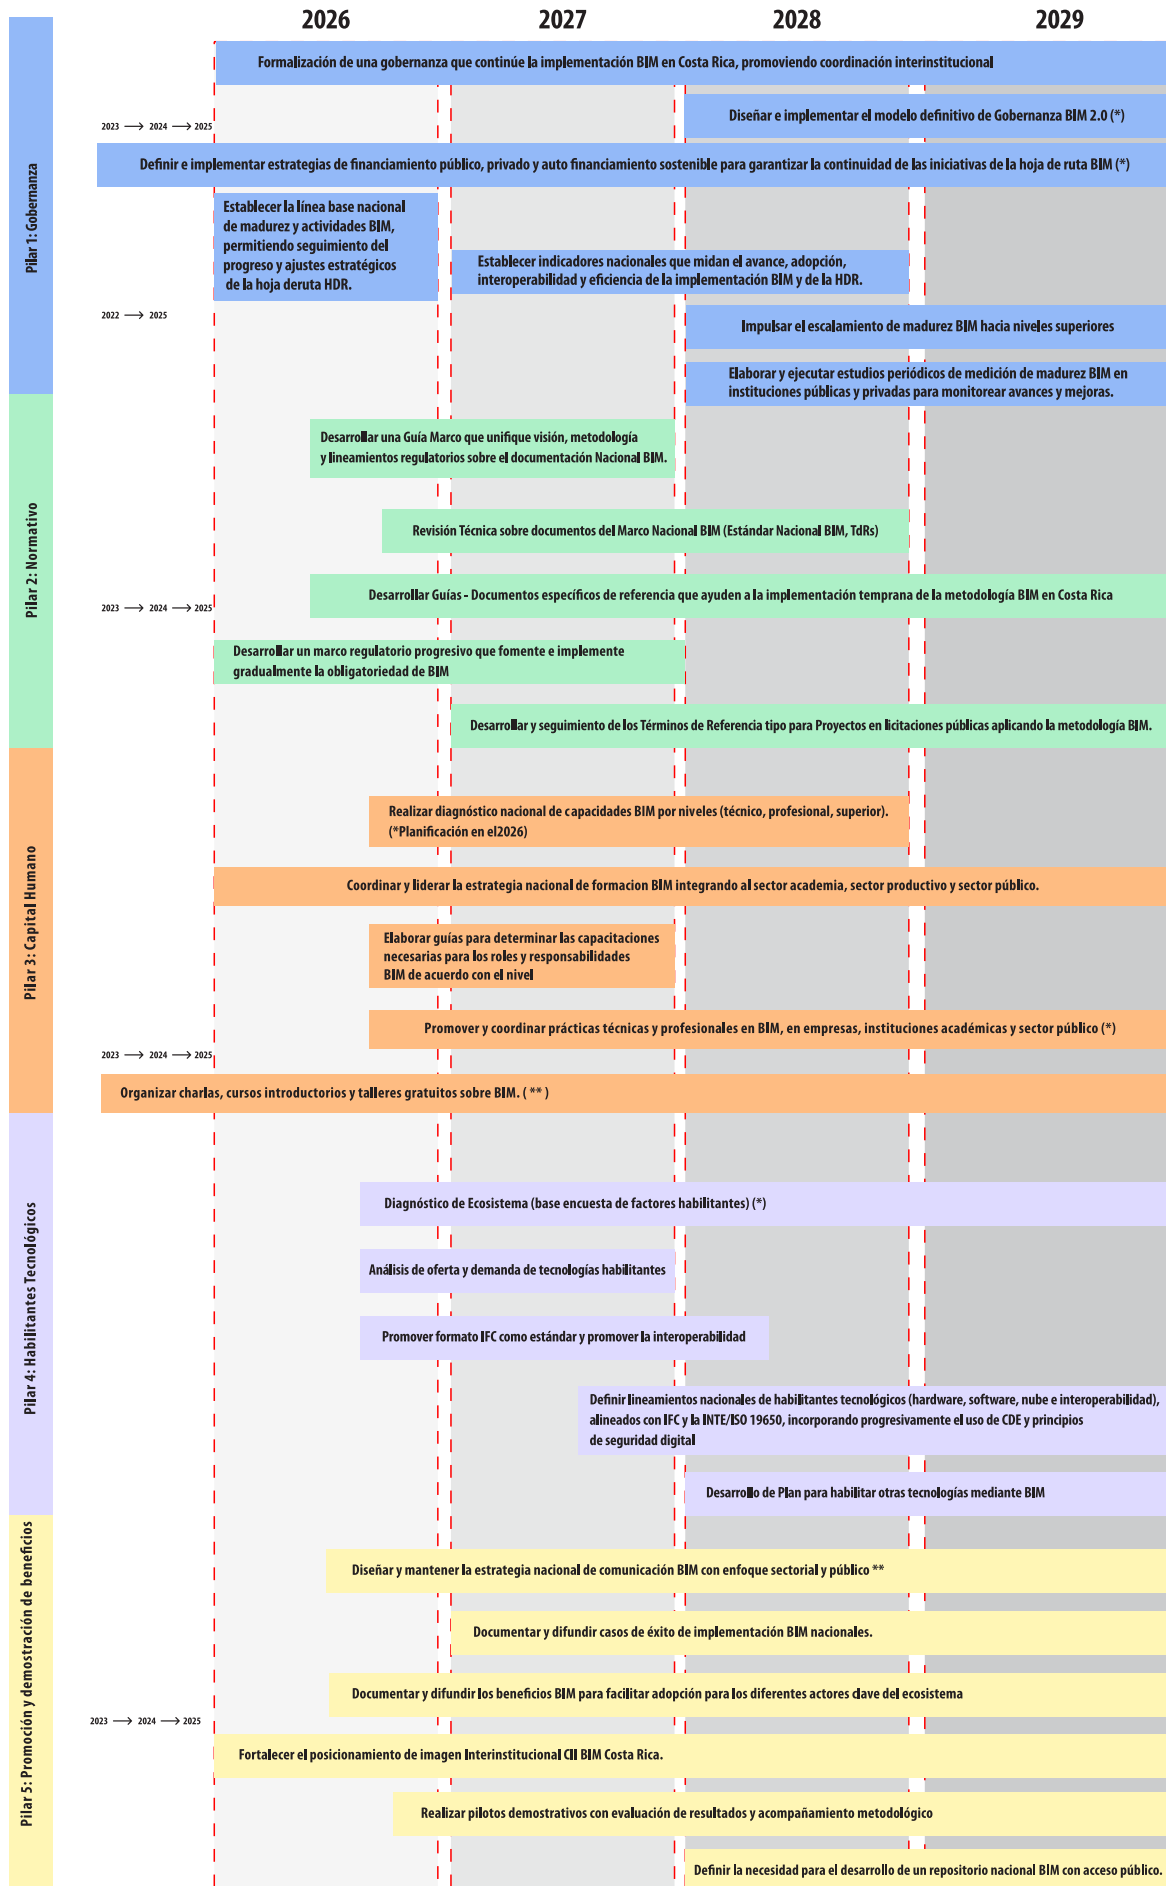 2026 2027 2028 2029
Pilar 1: Gobernanza
Formalización de una gobernanza que continúe la implementación BIM en Costa Rica, promoviendo coordinación interinstitucional
Diseñar e implementar el modelo definitivo de Gobernanza BIM 2.0 (*)
2023 → 2024 → 2025
Definir e implementar estrategias de financiamiento público, privado y auto financiamiento sostenible para garantizar la continuidad de las iniciativas de la hoja de ruta BIM (*)
Establecer la línea base nacional
de madurez y actividades BIM,
permitiendo seguimiento del
progreso y ajustes estratégicos
de la hoja deruta HDR.
Establecer indicadores nacionales que midan el avance, adopción,
interoperabilidad y eficiencia de la implementación BIM y de la HDR.
2022 → 2025
Impulsar el escalamiento de madurez BIM hacia niveles superiores
Elaborar y ejecutar estudios periódicos de medición de madurez BIM en
instituciones públicas y privadas para monitorear avances y mejoras.
Pilar 2: Normativo
Desarrollar una Guía Marco que unifique visión, metodología
y lineamientos regulatorios sobre el documentación Nacional BIM.
Revisión Técnica sobre documentos del Marco Nacional BIM (Estándar Nacional BIM, TdRs)
Desarrollar Guías - Documentos específicos de referencia que ayuden a la implementación temprana de la metodología BIM en Costa Rica
2023 → 2024 → 2025
Desarrollar un marco regulatorio progresivo que fomente e implemente
gradualmente la obligatoriedad de BIM
Desarrollar y seguimiento de los Términos de Referencia tipo para Proyectos en licitaciones públicas aplicando la metodología BIM.
Pilar 3: Capital Humano
Realizar diagnóstico nacional de capacidades BIM por niveles (técnico, profesional, superior).
(*Planificación en el2026)
Coordinar y liderar la estrategia nacional de formacion BIM integrando al sector academia, sector productivo y sector público.
Elaborar guías para determinar las capacitaciones
necesarias para los roles y responsabilidades
BIM de acuerdo con el nivel
Promover y coordinar prácticas técnicas y profesionales en BIM, en empresas, instituciones académicas y sector público (*)
2023 → 2024 → 2025
Organizar charlas, cursos introductorios y talleres gratuitos sobre BIM. ( ** )
Pilar 4: Habilitantes Tecnológicos
Diagnóstico de Ecosistema (base encuesta de factores habilitantes) (*)
Análisis de oferta y demanda de tecnologías habilitantes
Promover formato IFC como estándar y promover la interoperabilidad
Definir lineamientos nacionales de habilitantes tecnológicos (hardware, software, nube e interoperabilidad),
alineados con IFC y la INTE/ISO 19650, incorporando progresivamente el uso de CDE y principios
de seguridad digital
Desarrollo de Plan para habilitar otras tecnologías mediante BIM
Pilar 5: Promoción y demostración de beneficios
Diseñar y mantener la estrategia nacional de comunicación BIM con enfoque sectorial y público **
Documentar y difundir casos de éxito de implementación BIM nacionales.
Documentar y difundir los beneficios BIM para facilitar adopción para los diferentes actores clave del ecosistema
2023 → 2024 → 2025
Fortalecer el posicionamiento de imagen Interinstitucional CII BIM Costa Rica.
Realizar pilotos demostrativos con evaluación de resultados y acompañamiento metodológico
Definir la necesidad para el desarrollo de un repositorio nacional BIM con acceso público.